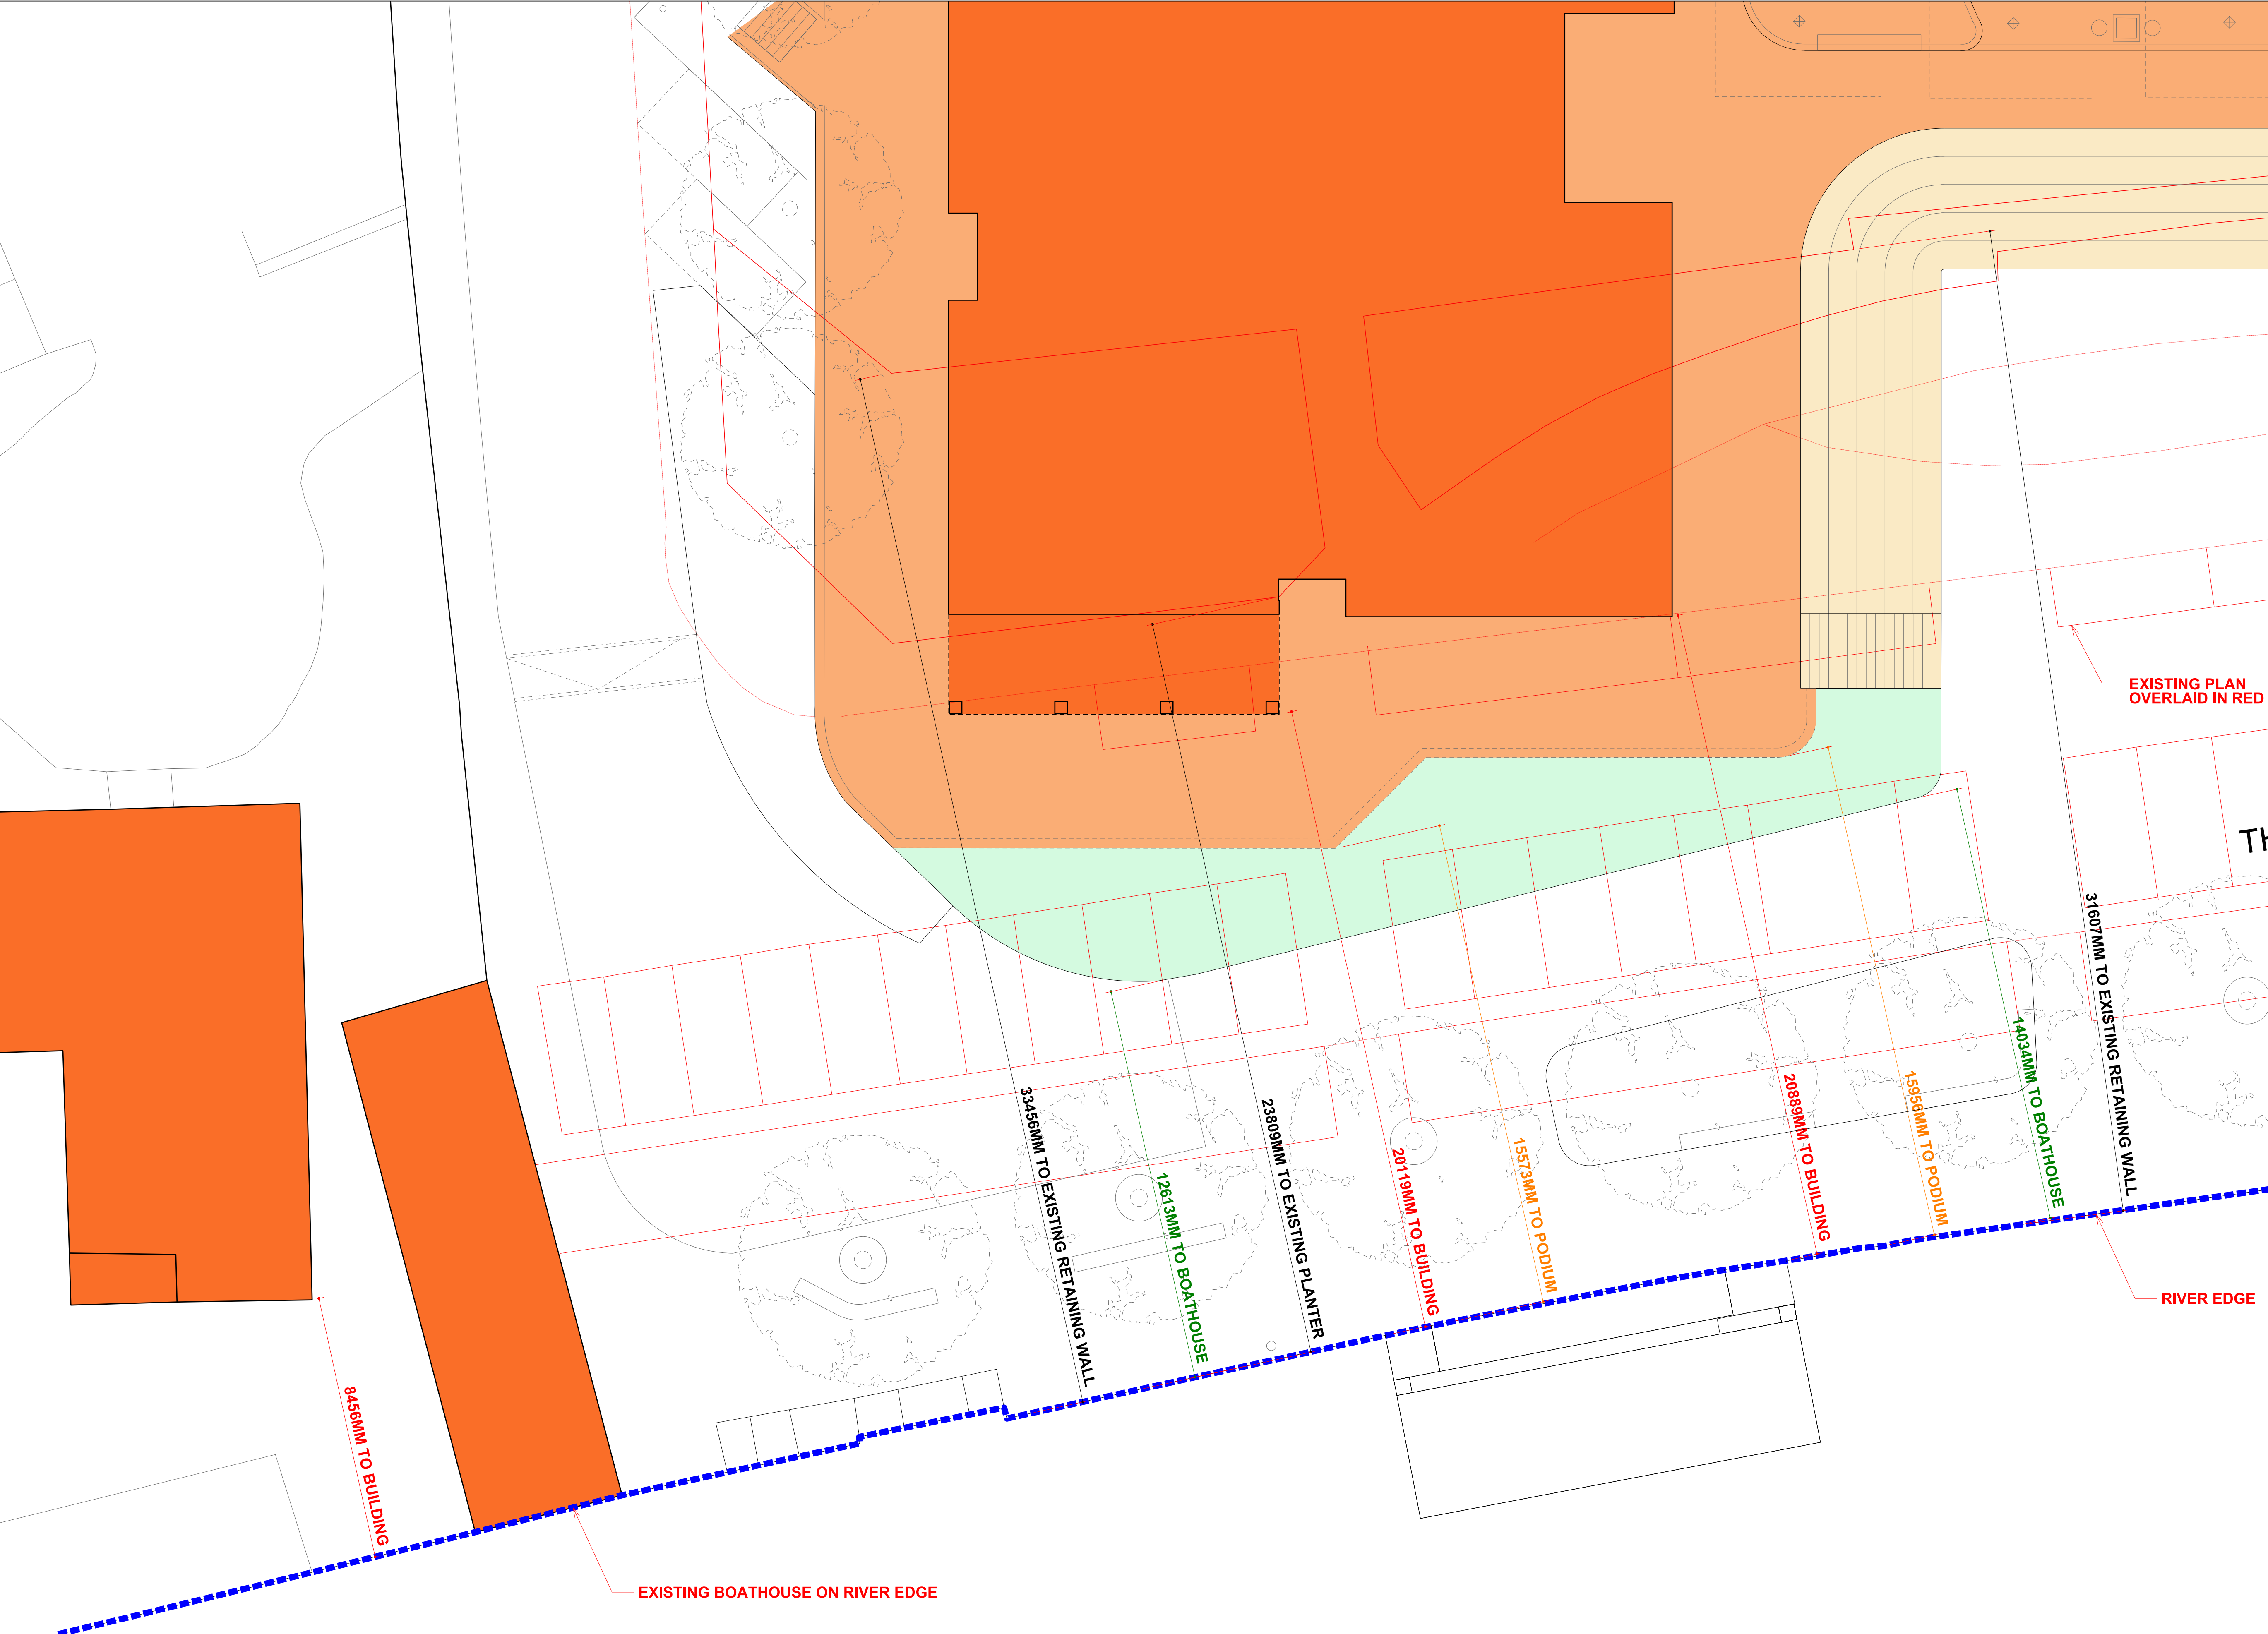 EXISTING PLAN
OVERLAID IN RED
TH
33456MM TO EXISTING RETAINING WALL
12613MM TO BOATHOUSE
23809MM TO EXISTING PLANTER
20119MM TO BUILDING
15573MM TO PODIUM
20889MM TO BUILDING
15956MM TO PODIUM
14034MM TO BOATHOUSE
31607MM TO EXISTING RETAINING WALL
RIVER EDGE
8456MM TO BUILDING
EXISTING BOATHOUSE ON RIVER EDGE